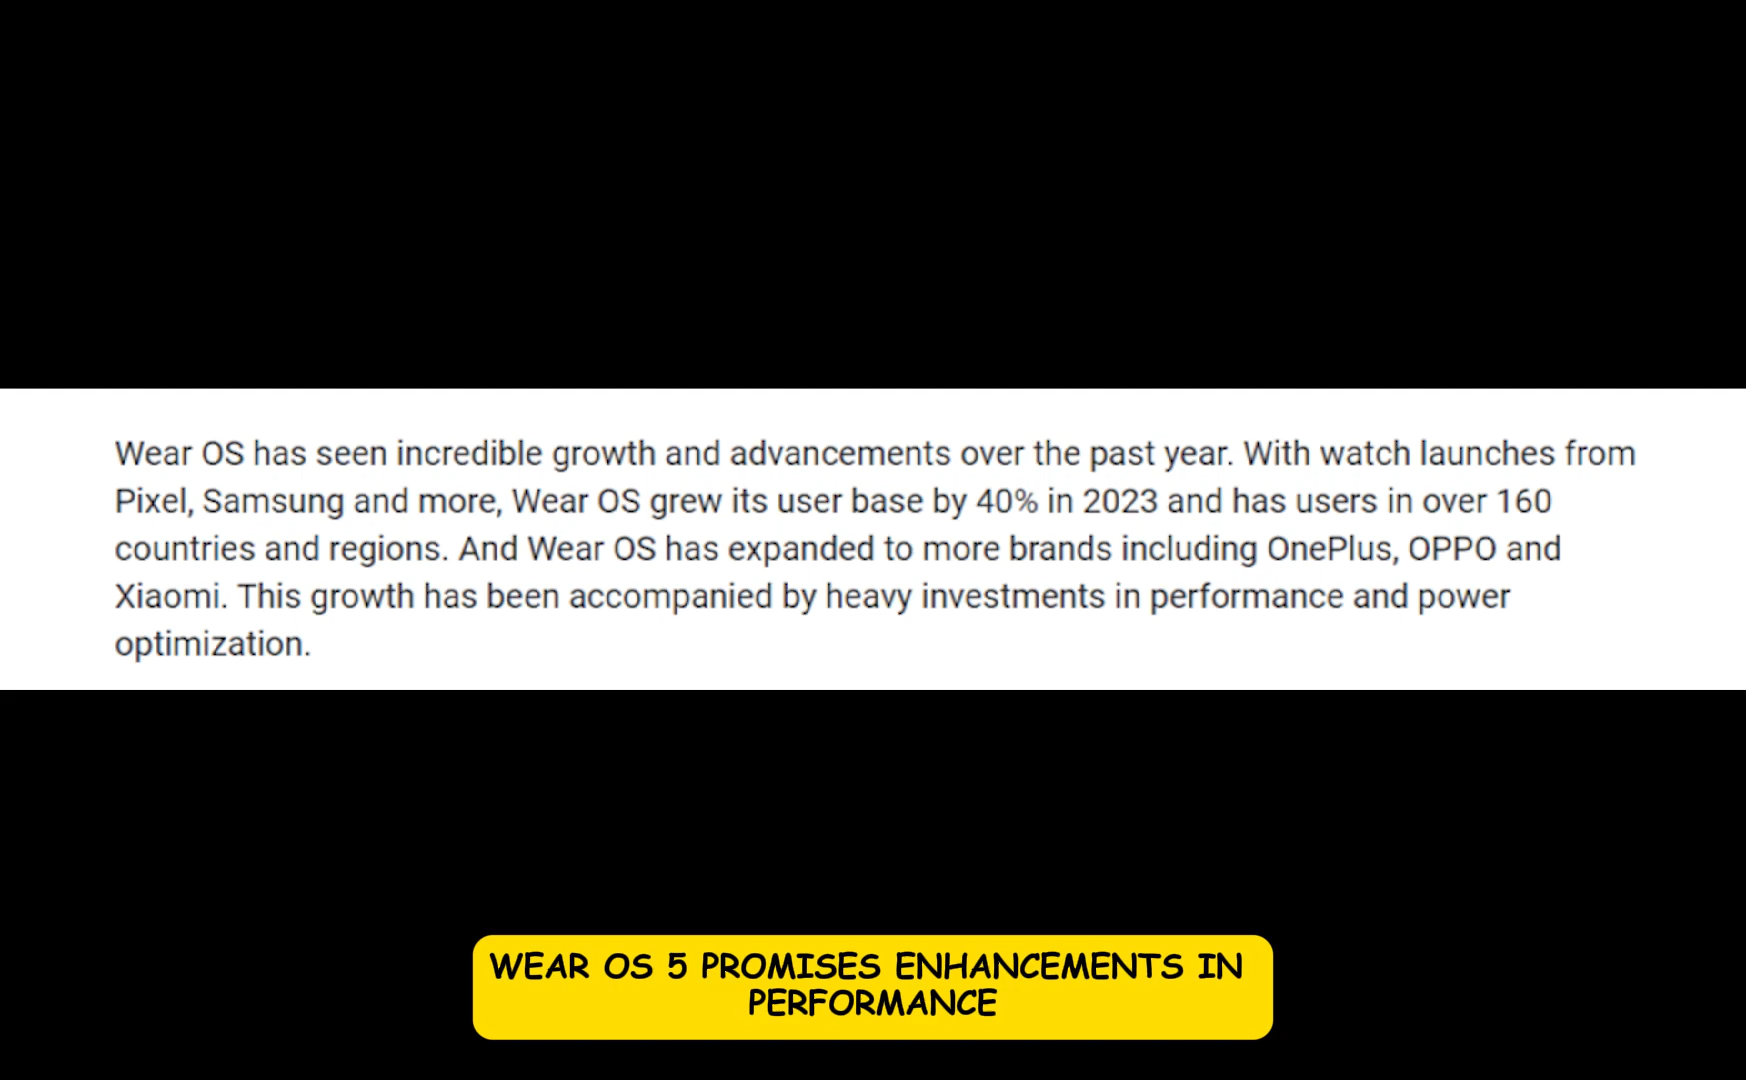 Wear OS has seen incredible growth and advancements over the past year. With watch launches from
Pixel, Samsung and more, Wear OS grew its user base by 40% in 2023 and has users in over 160
countries and regions. And Wear OS has expanded to more brands including OnePlus, OPPO and
Xiaomi. This growth has been accompanied by heavy investments in performance and power
optimization.
WEAR OS 5 PROMISES ENHANCEMENTS IN
PERFORMANCE